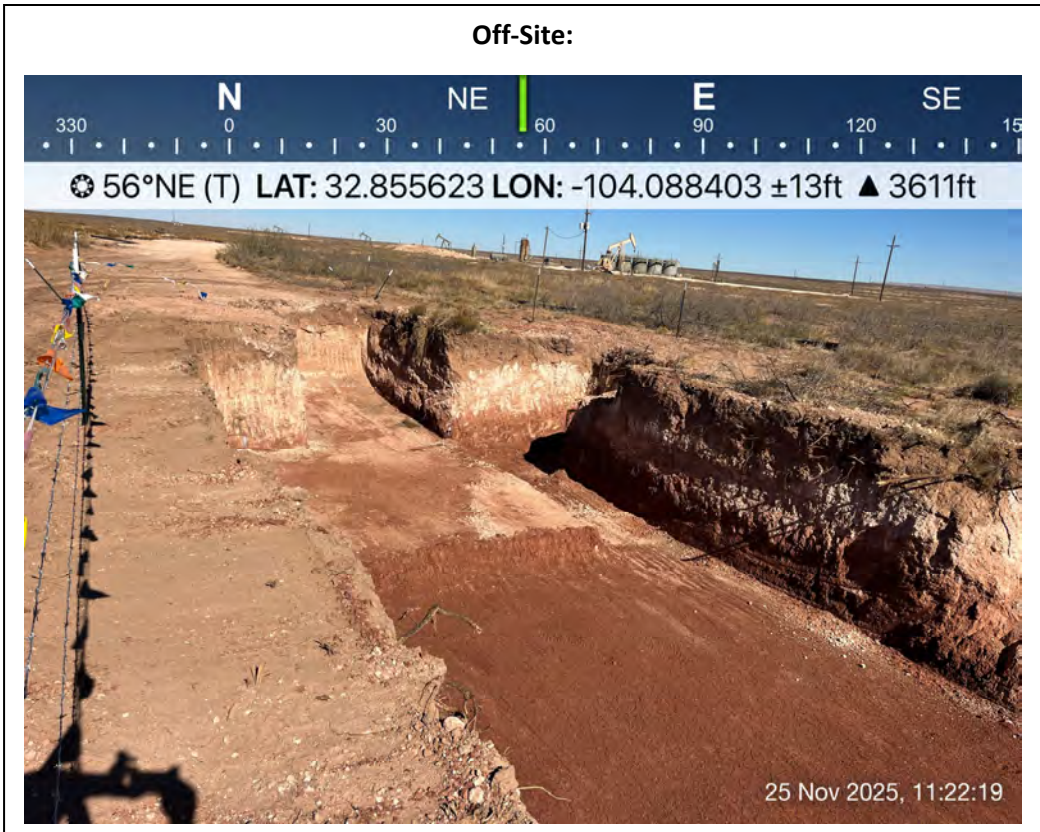 Off-Site:
N NE E SE
330 0 30 60 90 120 15
56°NE (T) LAT: 32.855623 LON: -104.088403 ±13ft ▲ 3611ft
25 Nov 2025, 11:22:19